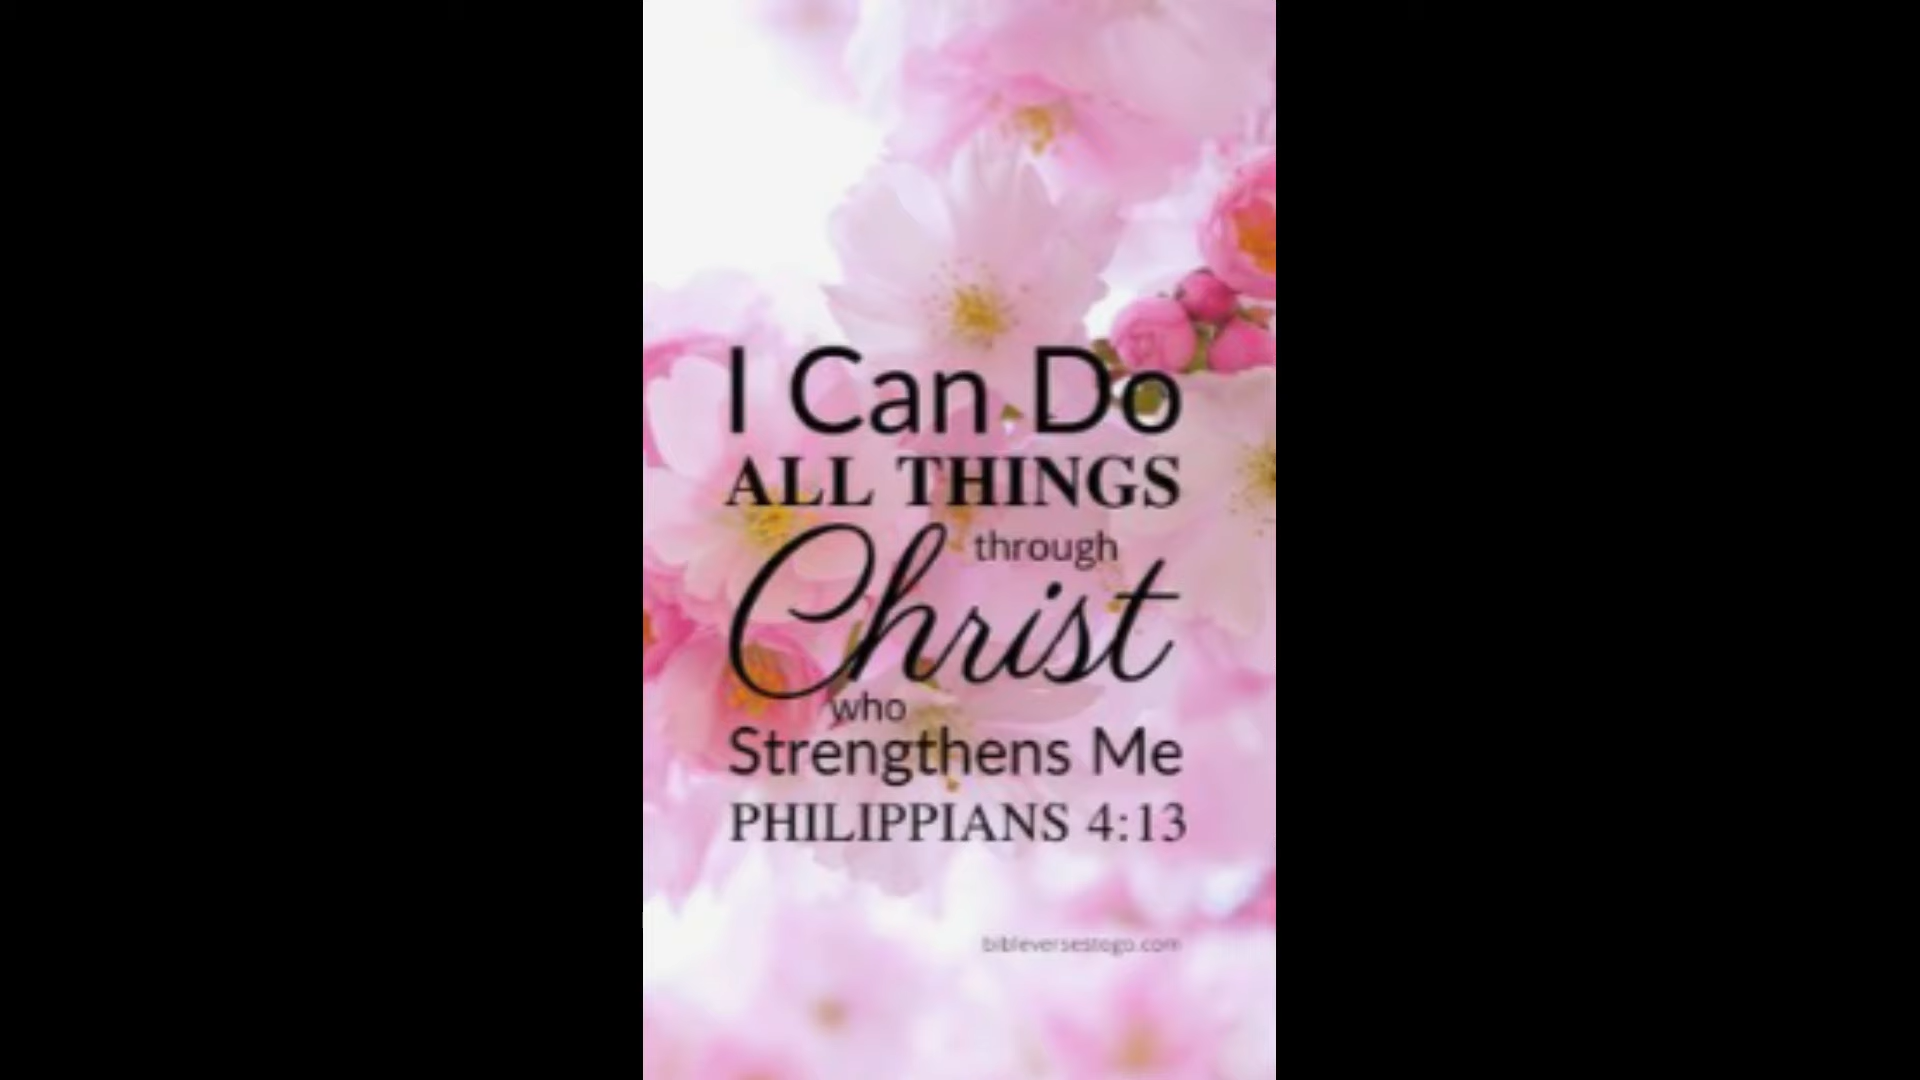 I Can Do
ALL THINGS
through
Christ
who
Strengthens Me
PHILIPPIANS 4:13
bibleversestogo.com